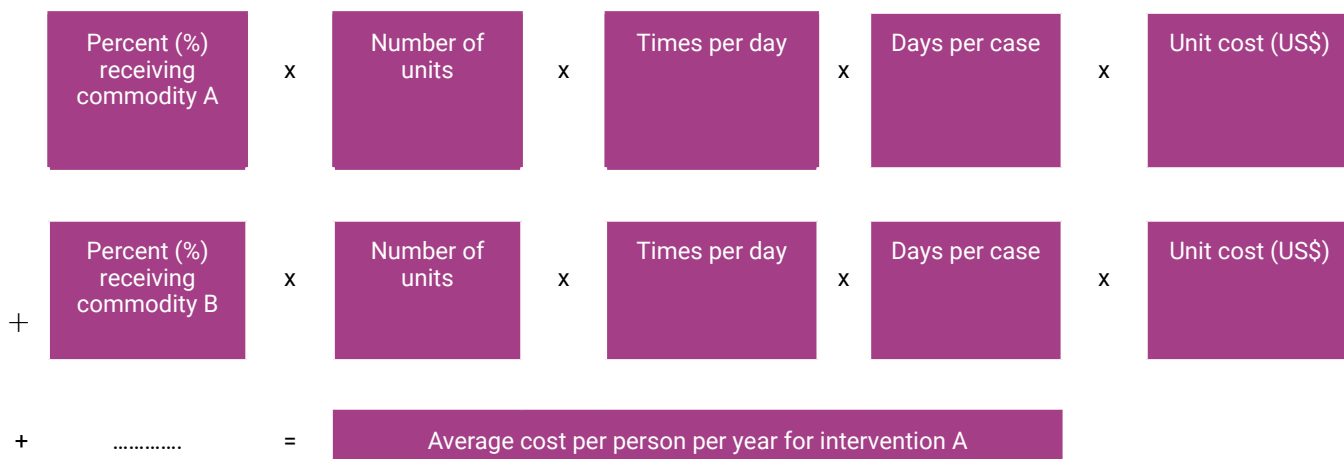 Percent (%)
receiving
commodity A
x
Number of
units
x
Times per day
x
Days per case
x
Unit cost (US$)
Percent (%)
receiving
commodity B
x
Number of
units
x
Times per day
x
Days per case
x
Unit cost (US$)
+
+
.............
=
Average cost per person per year for intervention A